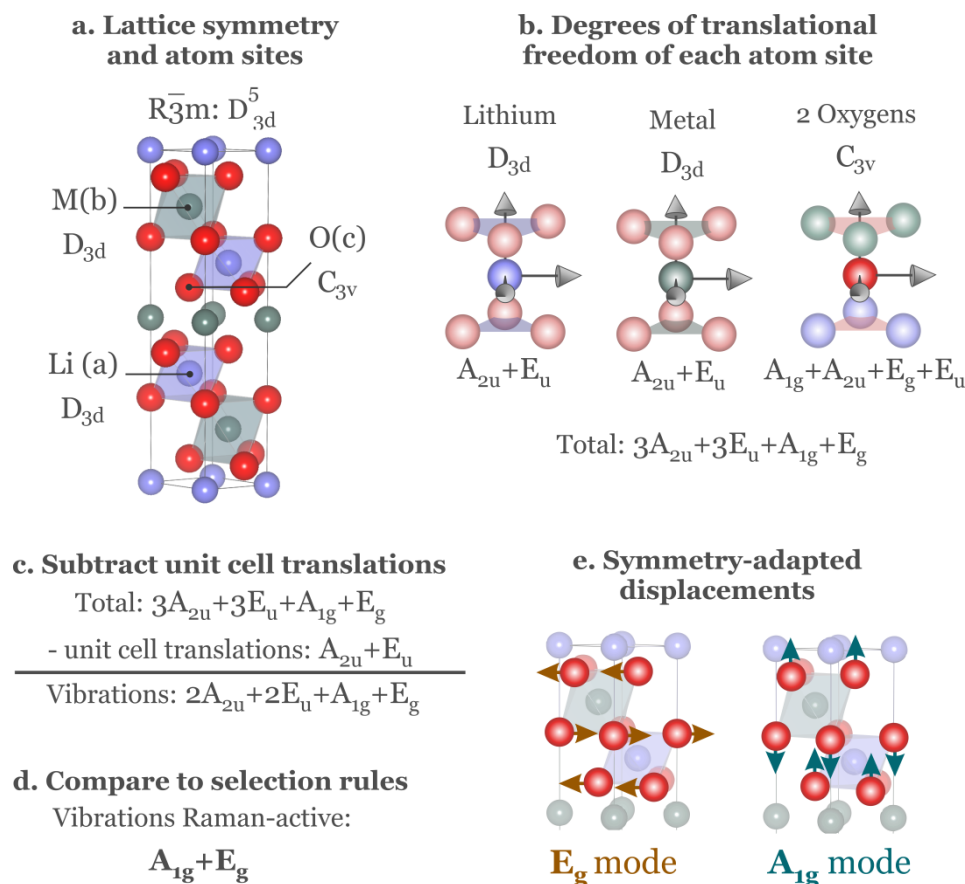 a. Lattice symmetry
and atom sites
R3̅m: D⁵₃d
M(b)
D₃d
O(c)
C₃ᵥ
Li (a)
D₃d
b. Degrees of translational
freedom of each atom site
Lithium
D₃d
A₂ᵤ+Eᵤ
Metal
D₃d
A₂ᵤ+Eᵤ
2 Oxygens
C₃ᵥ
A₁g+A₂ᵤ+Eg+Eᵤ
Total: 3A₂ᵤ+3Eᵤ+A₁g+Eg
c. Subtract unit cell translations
Total: 3A₂ᵤ+3Eᵤ+A₁g+Eg
- unit cell translations: A₂ᵤ+Eᵤ
Vibrations: 2A₂ᵤ+2Eᵤ+A₁g+Eg
d. Compare to selection rules
Vibrations Raman-active:
A₁g+Eg
e. Symmetry-adapted
displacements
Eg mode
A₁g mode